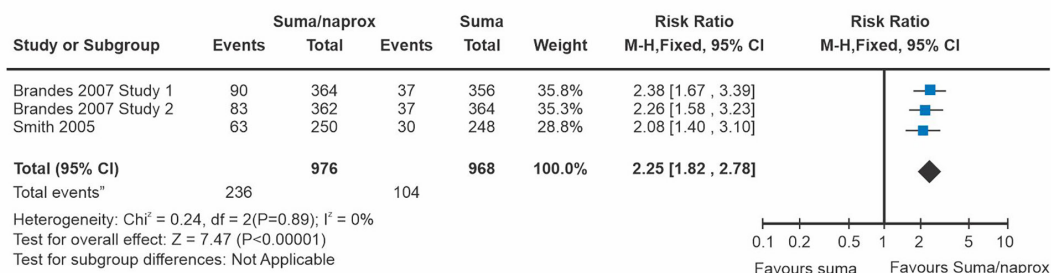 Suma/naprox Suma Risk Ratio Risk Ratio
Study or Subgroup Events Total Events Total Weight M-H,Fixed, 95% CI M-H,Fixed, 95% CI
Brandes 2007 Study 1 90 364 37 356 35.8% 2.38 [1.67 , 3.39]
Brandes 2007 Study 2 83 362 37 364 35.3% 2.26 [1.58 , 3.23]
Smith 2005 63 250 30 248 28.8% 2.08 [1.40 , 3.10]
Total (95% CI) 976 968 100.0% 2.25 [1.82 , 2.78]
Total events” 236 104
Heterogeneity: Chiᶻ = 0.24, df = 2(P=0.89); Iᶻ = 0%
Test for overall effect: Z = 7.47 (P<0.00001)
Test for subgroup differences: Not Applicable
0.1 0.2 0.5 1 2 5 10
Favours suma Favours Suma/naprox